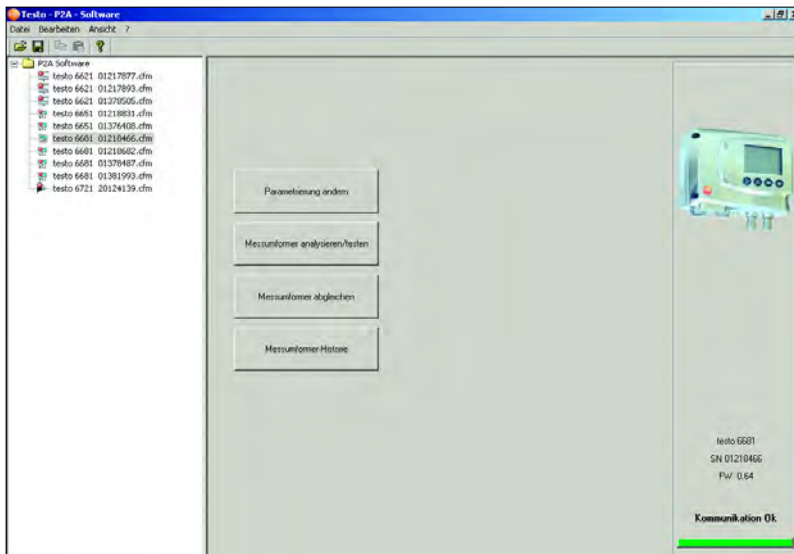 Testo - P2A - Software
Datei Bearbeiten Ansicht ?
P2A Software
testo 6621 01217877.cfm
testo 6621 01217893.cfm
testo 6621 01370505.cfm
testo 6651 01218831.cfm
testo 6651 01376408.cfm
testo 6681 01218466.cfm
testo 6681 01218682.cfm
testo 6681 01378487.cfm
testo 6681 01381993.cfm
testo 6721 20124139.cfm
Parametrierung ändern
Messumformer analysieren/testen
Messumformer abgleichen
Messumformer-Historie
testo 6681
SN 01218466
FW 0.64
Kommunikation Ok